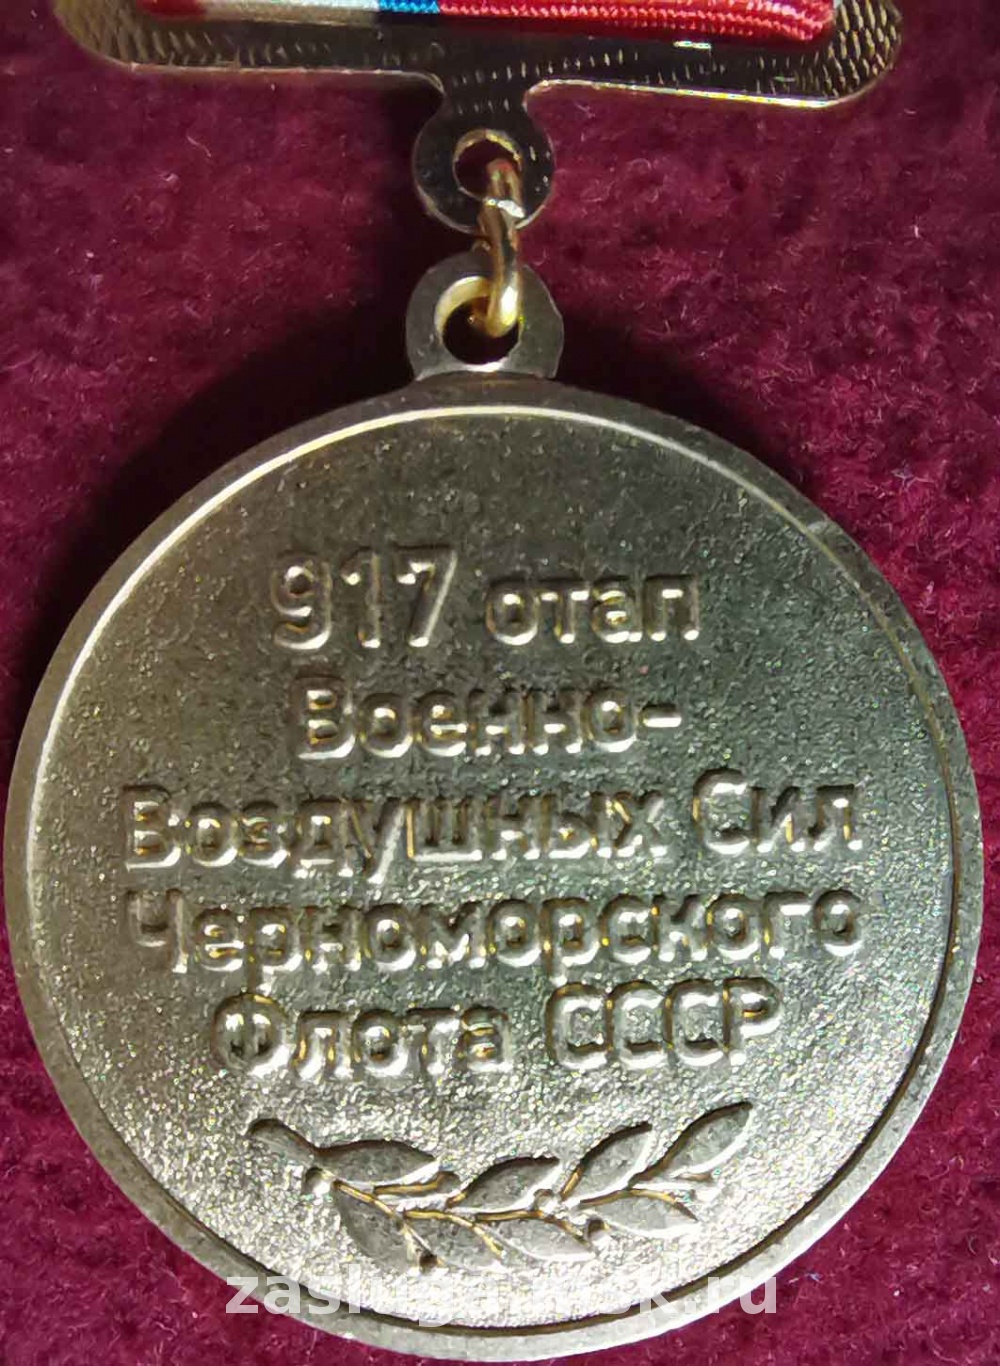 917 отап
Военно-
Воздушных Сил
Черноморского
Флота СССР